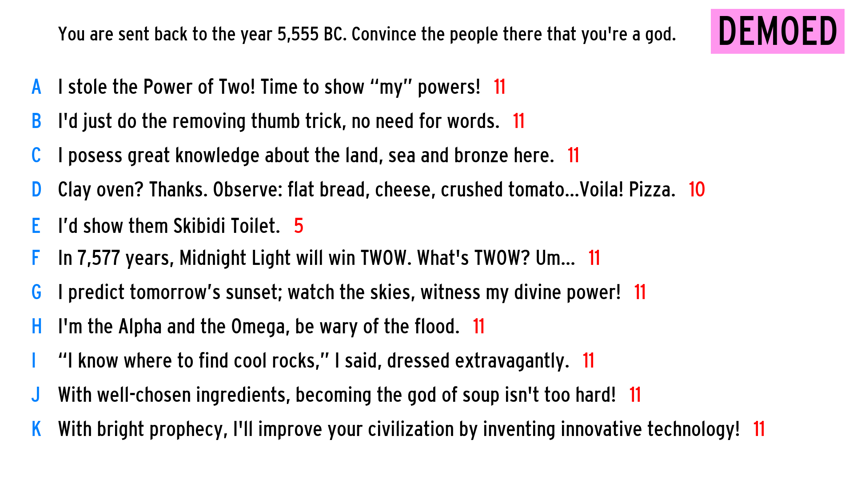 You are sent back to the year 5,555 BC. Convince the people there that you're a god. DEMOED
A I stole the Power of Two! Time to show “my” powers! 11
B I'd just do the removing thumb trick, no need for words. 11
C I posess great knowledge about the land, sea and bronze here. 11
D Clay oven? Thanks. Observe: flat bread, cheese, crushed tomato...Voila! Pizza. 10
E I’d show them Skibidi Toilet. 5
F In 7,577 years, Midnight Light will win TWOW. What's TWOW? Um... 11
G I predict tomorrow’s sunset; watch the skies, witness my divine power! 11
H I'm the Alpha and the Omega, be wary of the flood. 11
I “I know where to find cool rocks,” I said, dressed extravagantly. 11
J With well-chosen ingredients, becoming the god of soup isn't too hard! 11
K With bright prophecy, I'll improve your civilization by inventing innovative technology! 11